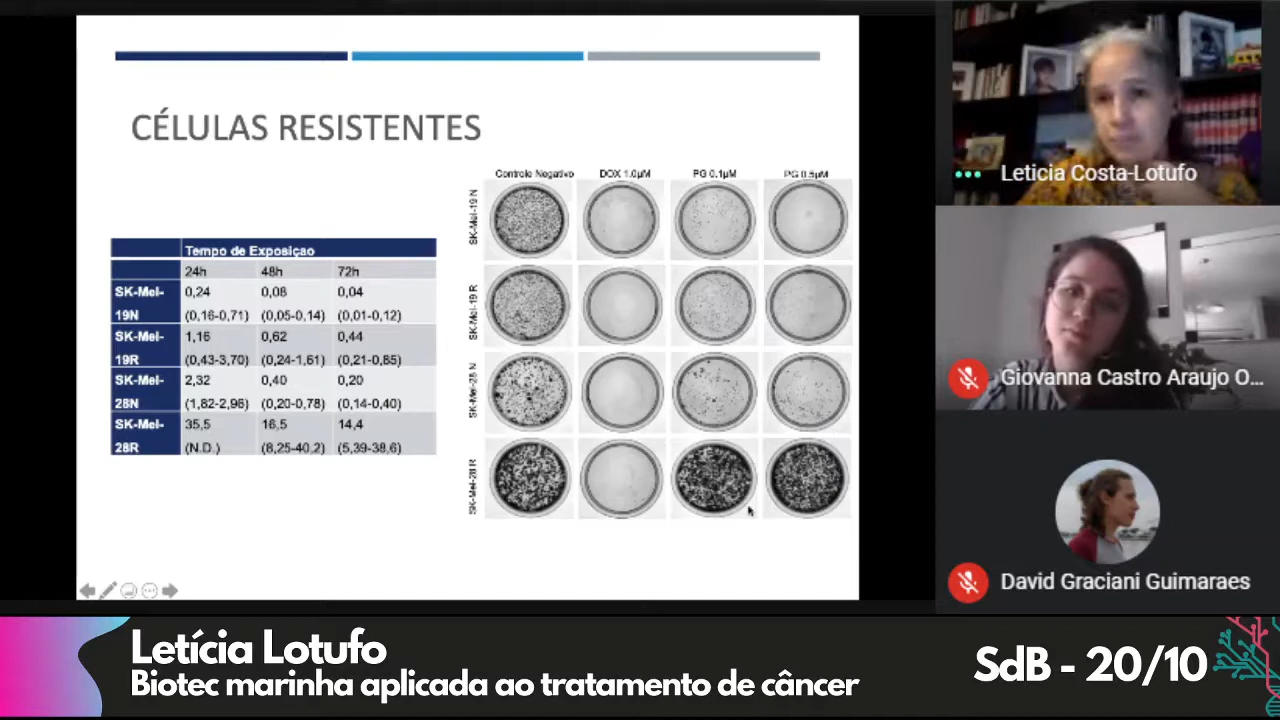 CÉLULAS RESISTENTES
Tempo de Exposiçao
24h 48h 72h
SK-Mel-19N 0,24 (0,16-0,71) 0,08 (0,05-0,14) 0,04 (0,01-0,12)
SK-Mel-19R 1,16 (0,43-3,70) 0,62 (0,24-1,61) 0,44 (0,21-0,85)
SK-Mel-28N 2,32 (1,82-2,96) 0,40 (0,20-0,78) 0,20 (0,14-0,40)
SK-Mel-28R 35,5 (N.D.) 16,5 (8,25-40,2) 14,4 (5,39-38,6)
Controle Negativo DOX 1.0µM PG 0.1µM PG 0.5µM
SK-Mel-19 N
SK-Mel-19 R
SK-Mel-28 N
SK-Mel-28 R
Leticia Costa-Lotufo
Giovanna Castro Araujo O...
David Graciani Guimaraes
Letícia Lotufo
Biotec marinha aplicada ao tratamento de câncer
SdB - 20/10